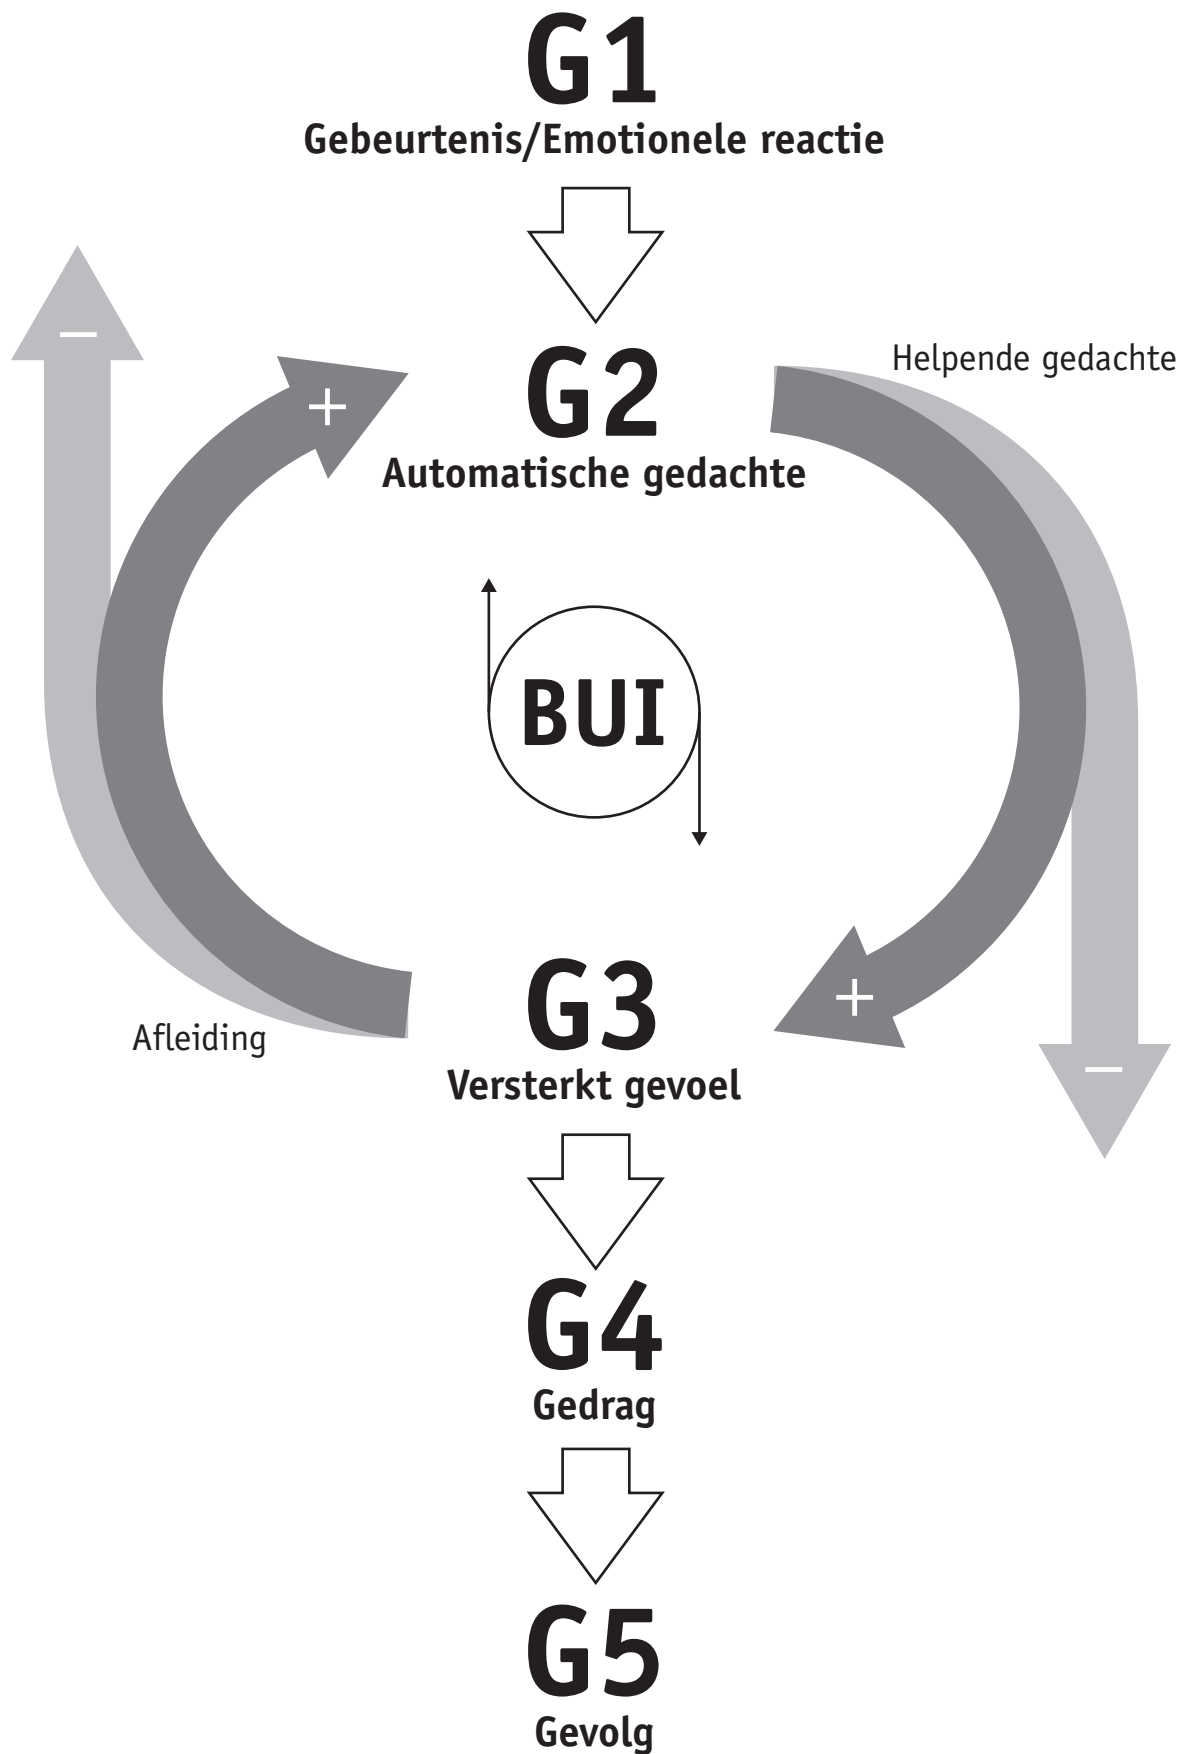 G1
Gebeurtenis/Emotionele reactie
–
+
G2
Automatische gedachte
Helpende gedachte
BUI
Afleiding
G3
Versterkt gevoel
+
–
G4
Gedrag
G5
Gevolg